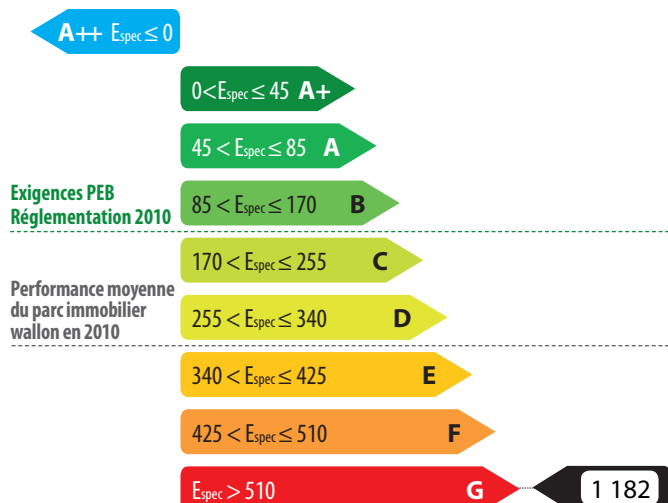 A++ Espec ≤ 0
0<Espec ≤ 45 A+
45 < Espec ≤ 85 A
Exigences PEB
Réglementation 2010
85 < Espec ≤ 170 B
170 < Espec ≤ 255 C
Performance moyenne
du parc immobilier
wallon en 2010
255 < Espec ≤ 340 D
340 < Espec ≤ 425 E
425 < Espec ≤ 510 F
Espec > 510 G
1 182